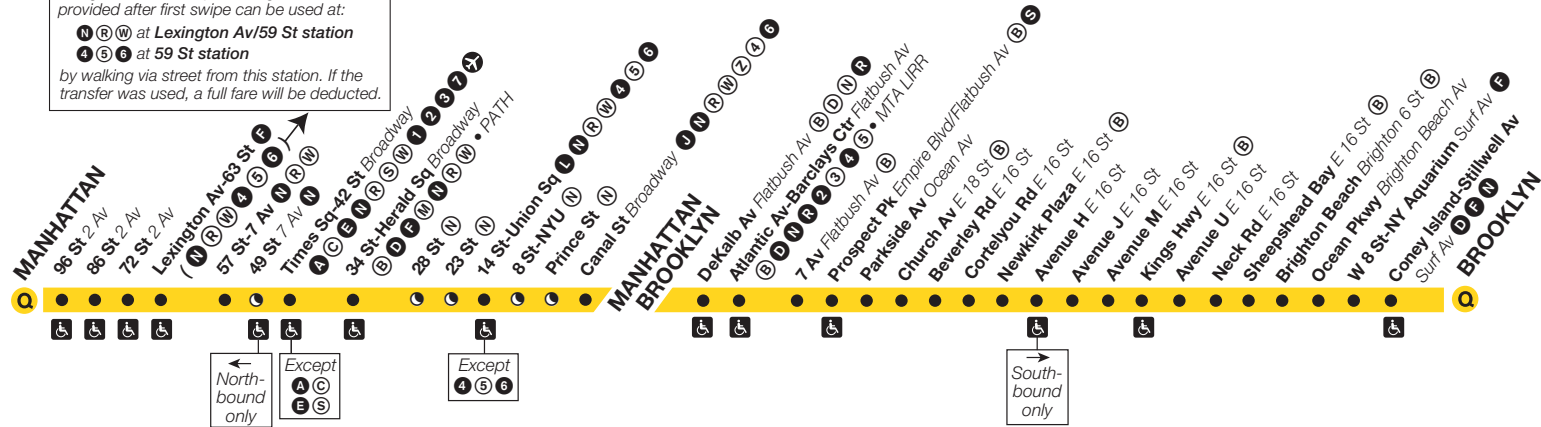 provided after first swipe can be used at:
N R W at Lexington Av/59 St station
4 5 6 at 59 St station
by walking via street from this station. If the
transfer was used, a full fare will be deducted.
Q
MANHATTAN
96 St 2 Av
86 St 2 Av
72 St 2 Av
Lexington Av-63 St F
( N R W 4 5 6 )
57 St-7 Av N R W
49 St 7 Av N
Times Sq-42 St Broadway
A C E N R S W 1 2 3 7
34 St-Herald Sq Broadway
B D F M N R W • PATH
28 St N
23 St N
14 St-Union Sq L N R W 4 5 6
8 St-NYU N
Prince St N
Canal St Broadway J N R W Z 4 6
MANHATTAN
BROOKLYN
DeKalb Av Flatbush Av B D N R
Atlantic Av-Barclays Ctr Flatbush Av
B D N R 2 3 4 5 • MTA LIRR
7 Av Flatbush Av B
Prospect Pk Empire Blvd/Flatbush Av B S
Parkside Av Ocean Av
Church Av E 18 St B
Beverley Rd E 16 St
Cortelyou Rd E 16 St
Newkirk Plaza E 16 St B
Avenue H E 16 St
Avenue J E 16 St
Avenue M E 16 St
Kings Hwy E 16 St B
Avenue U E 16 St
Neck Rd E 16 St
Sheepshead Bay E 16 St B
Brighton Beach Brighton 6 St B
Ocean Pkwy Brighton Beach Av
W 8 St-NY Aquarium Surf Av F
Coney Island-Stillwell Av
Surf Av D F N
BROOKLYN
Q
North-
bound
only
Except
A C
E S
Except
4 5 6
South-
bound
only